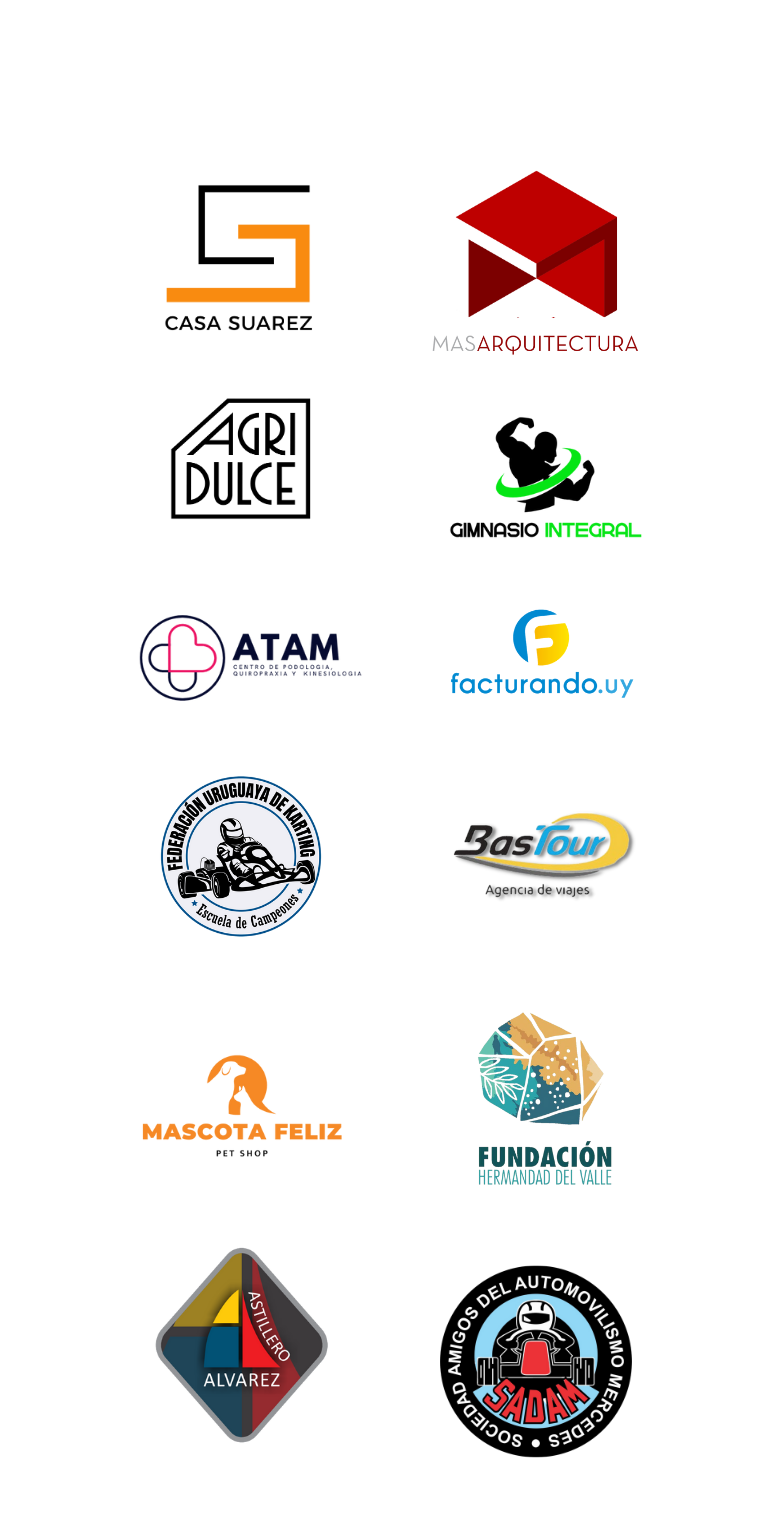 CASA SUAREZ
MASARQUITECTURA
AGRI
DULCE
GIMNASIO INTEGRAL
ATAM
CENTRO DE PODOLOGIA,
QUIROPRAXIA Y KINESIOLOGIA
facturando.uy
FEDERACIÓN URUGUAYA DE KARTING
Escuela de Campeones
BasTour
Agencia de viajes
MASCOTA FELIZ
PET SHOP
FUNDACIÓN
HERMANDAD DEL VALLE
ASTILLERO
ALVAREZ
SOCIEDAD AMIGOS DEL AUTOMOVILISMO MERCEDES •
SADAM